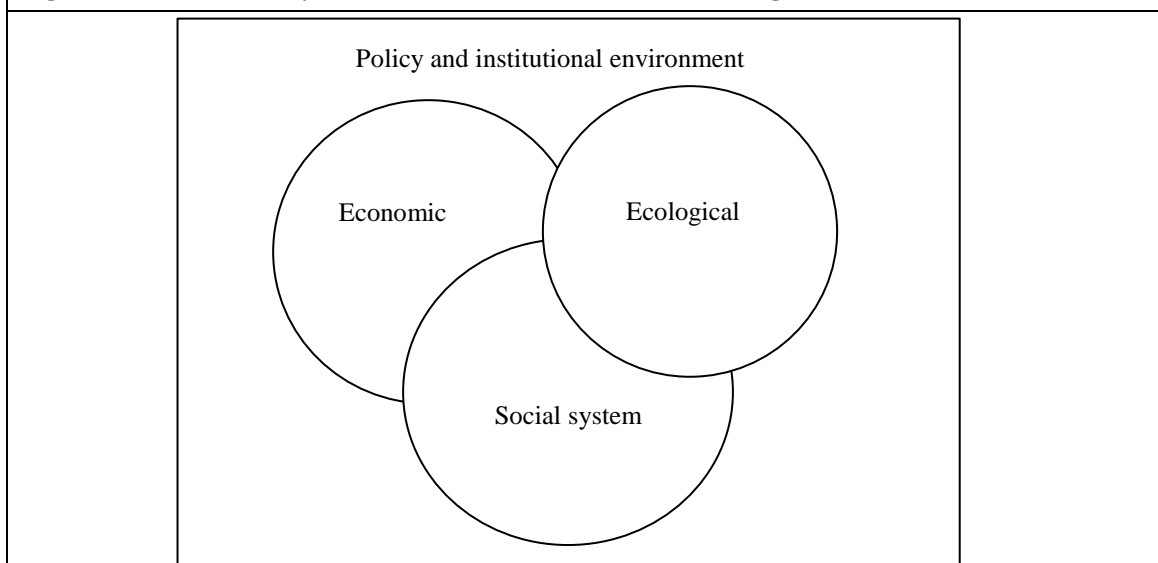 Policy and institutional environment
Economic
Ecological
Social system